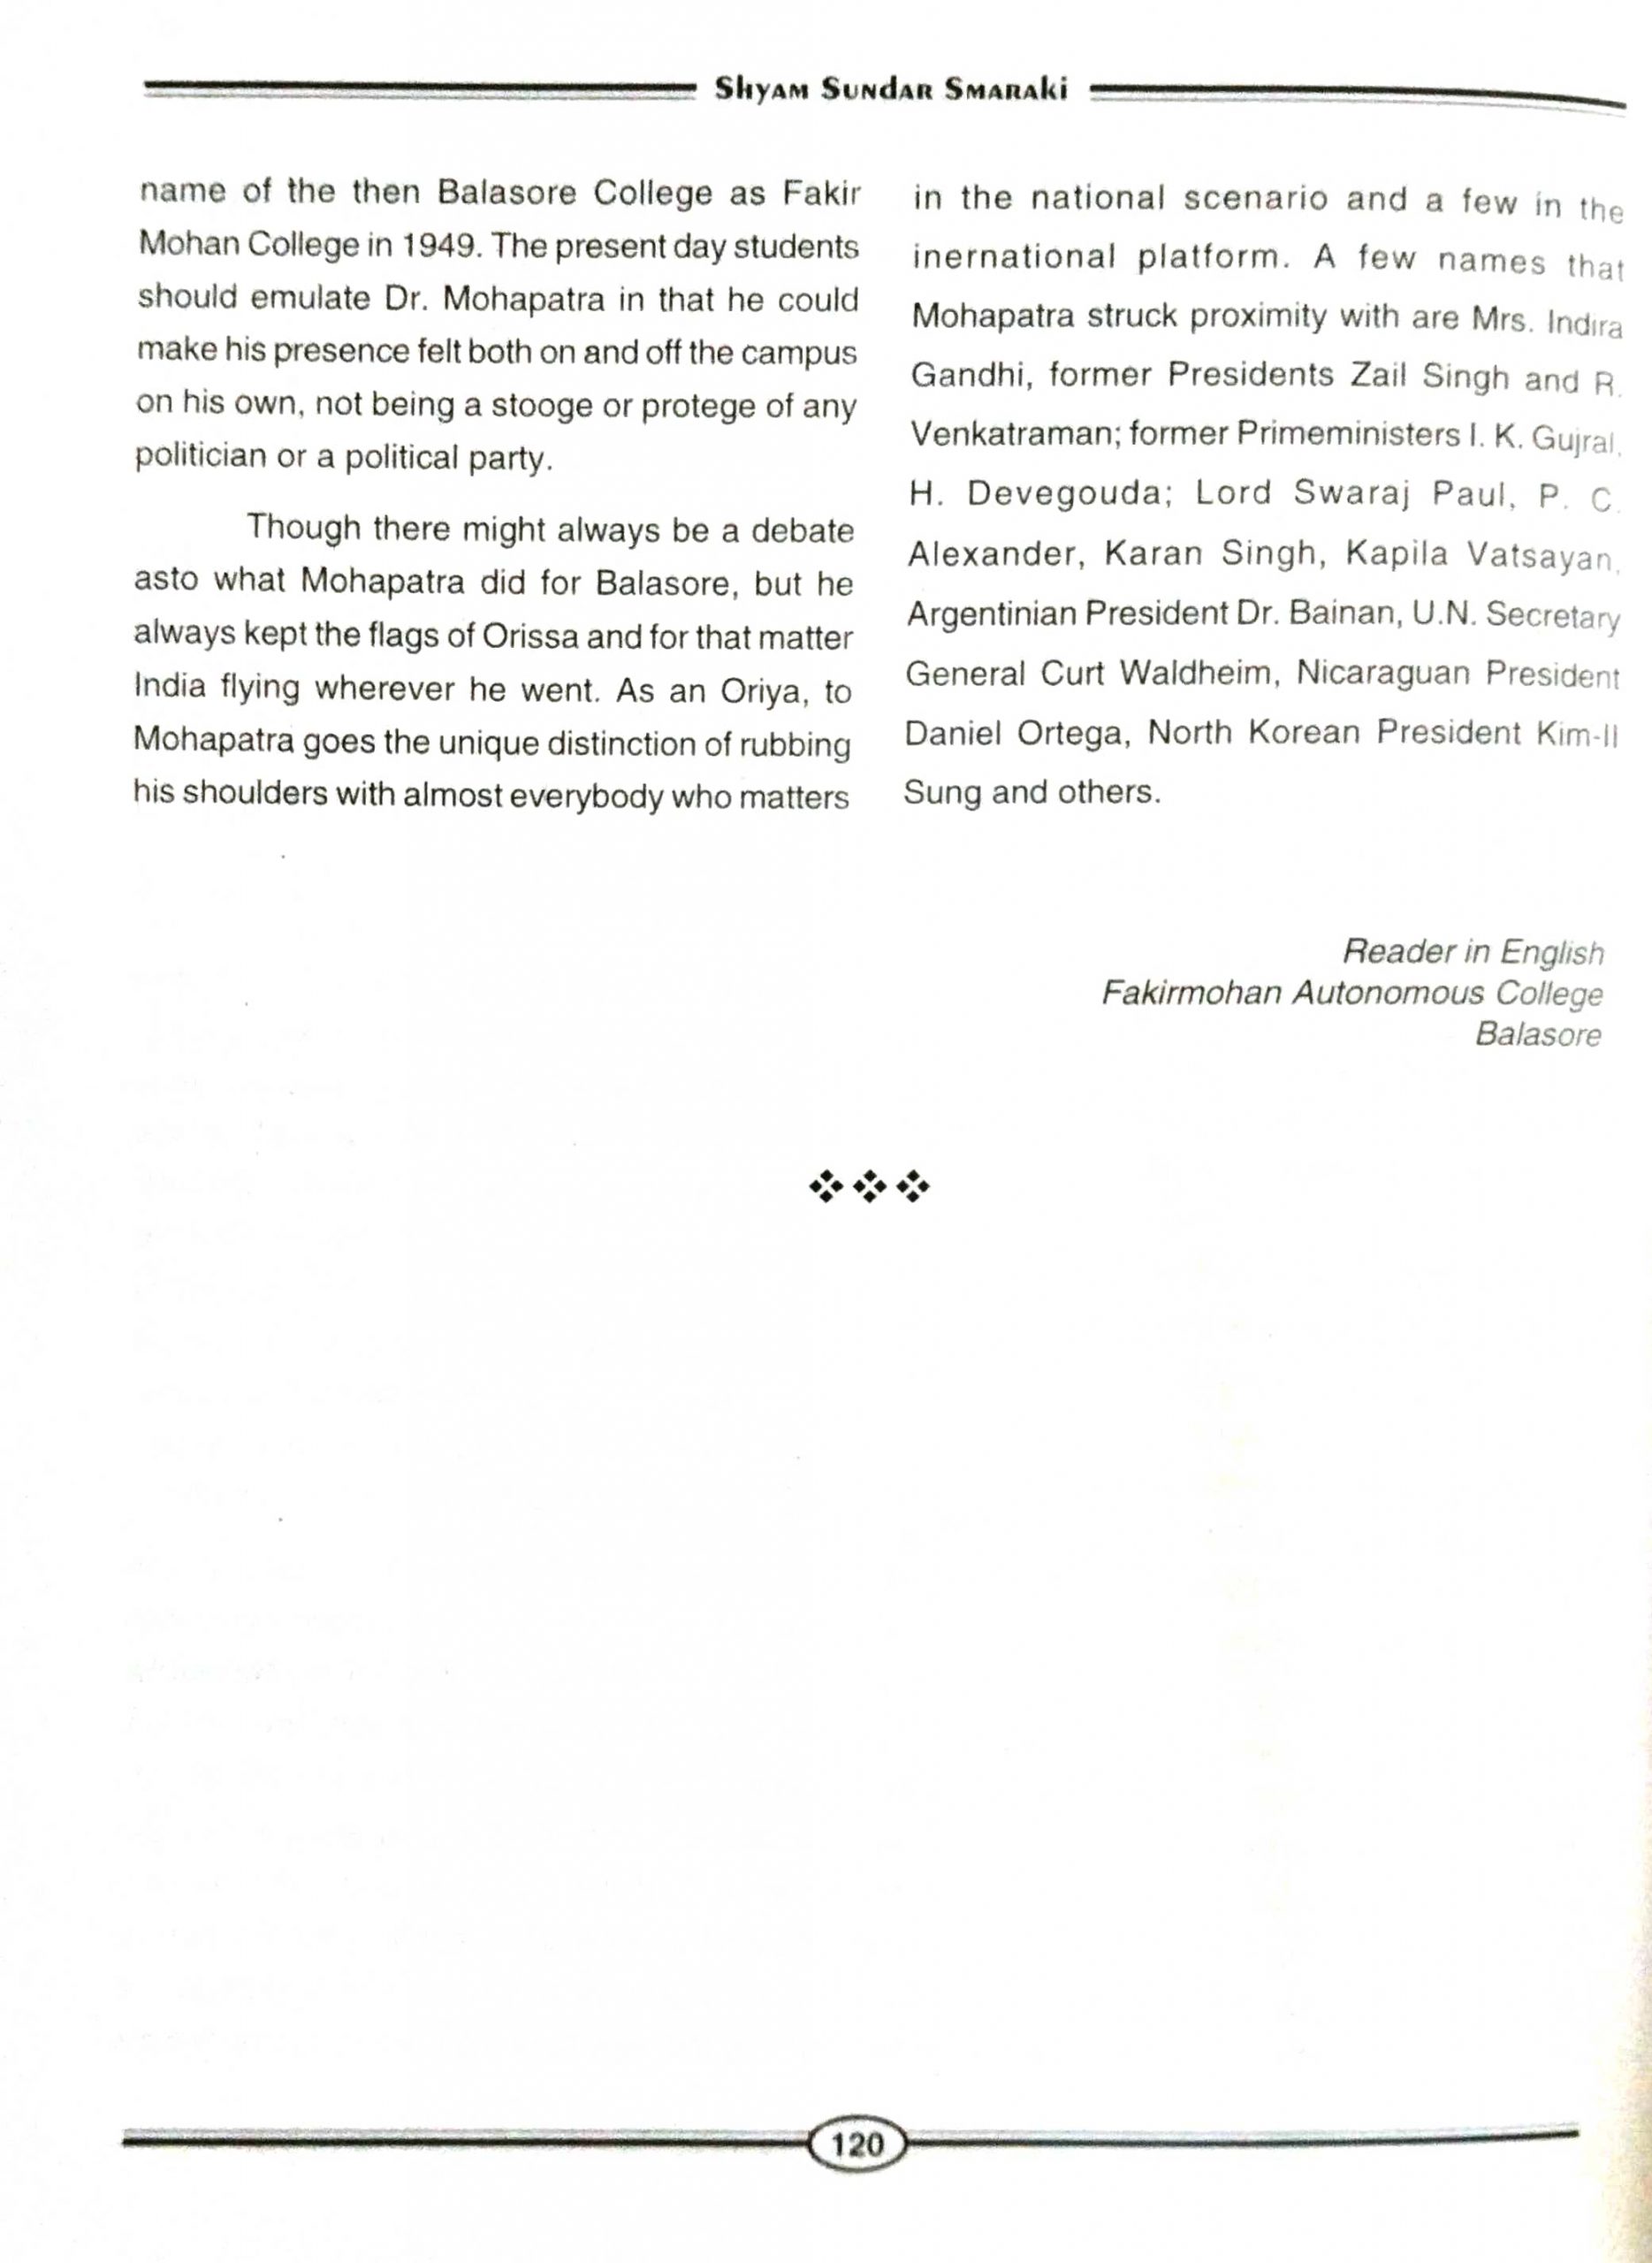 Shyam Sundar Smaraki
name of the then Balasore College as Fakir
Mohan College in 1949. The present day students
should emulate Dr. Mohapatra in that he could
make his presence felt both on and off the campus
on his own, not being a stooge or protege of any
politician or a political party.
Though there might always be a debate
asto what Mohapatra did for Balasore, but he
always kept the flags of Orissa and for that matter
India flying wherever he went. As an Oriya, to
Mohapatra goes the unique distinction of rubbing
his shoulders with almost everybody who matters
in the national scenario and a few in the
inernational platform. A few names that
Mohapatra struck proximity with are Mrs. Indira
Gandhi, former Presidents Zail Singh and R.
Venkatraman; former Primeministers I. K. Gujral,
H. Devegouda; Lord Swaraj Paul, P. C.
Alexander, Karan Singh, Kapila Vatsayan,
Argentinian President Dr. Bainan, U.N. Secretary
General Curt Waldheim, Nicaraguan President
Daniel Ortega, North Korean President Kim-Il
Sung and others.
Reader in English
Fakirmohan Autonomous College
Balasore
120